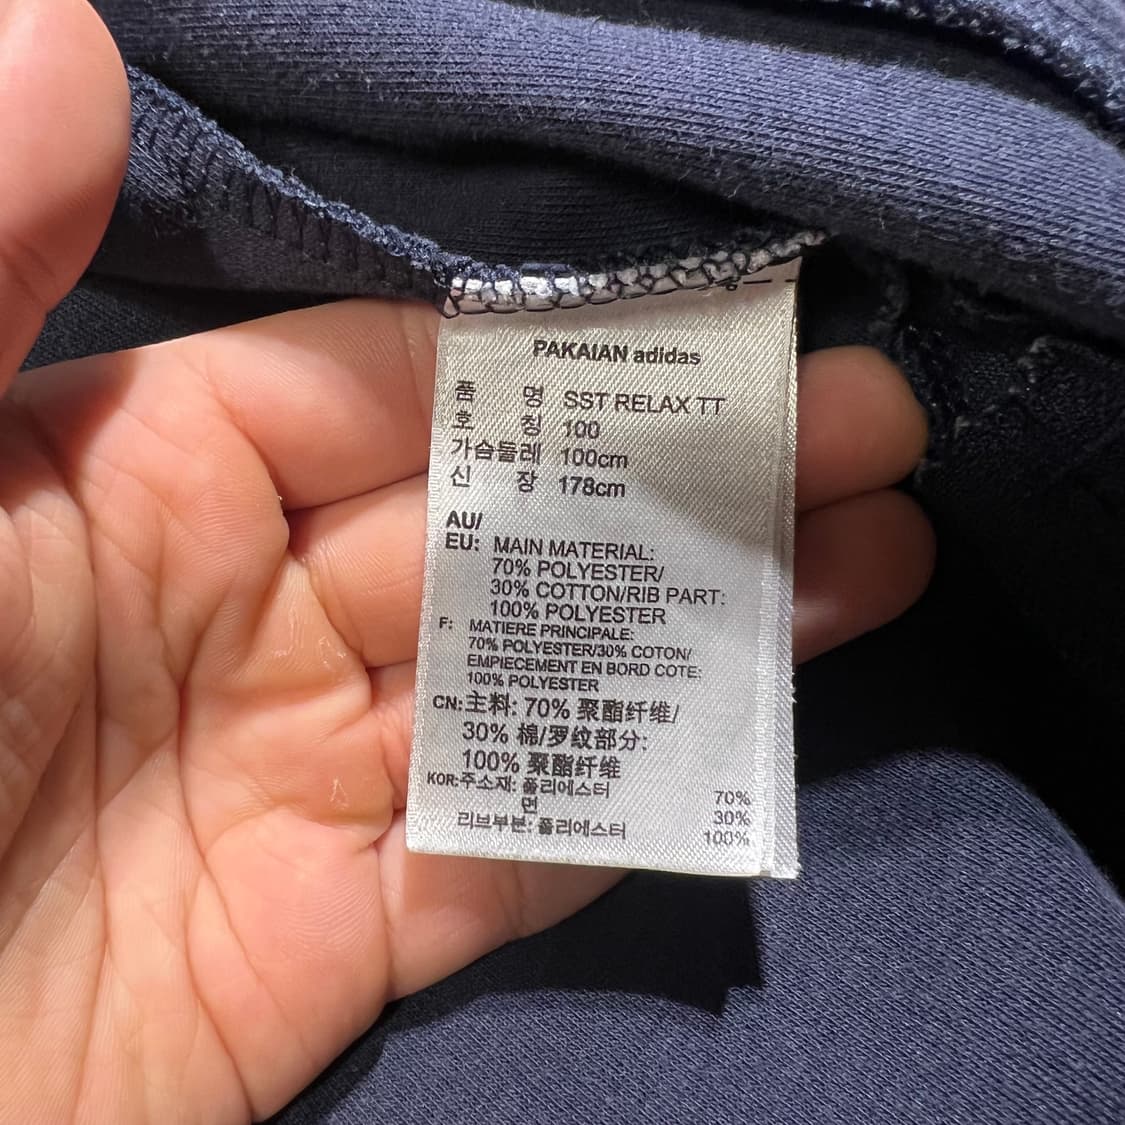 PAKAIAN adidas
품 명 SST RELAX TT
호 칭 100
가슴둘레 100cm
신 장 178cm
AU/
EU: MAIN MATERIAL:
70% POLYESTER/
30% COTTON/RIB PART:
100% POLYESTER
F: MATIERE PRINCIPALE:
70% POLYESTER/30% COTON/
EMPIECEMENT EN BORD COTE:
100% POLYESTER
CN:主料: 70% 聚酯纤维/
30% 棉/罗纹部分:
100% 聚酯纤维
KOR:주소재: 폴리에스터 70%
면 30%
리브부분: 폴리에스터 100%